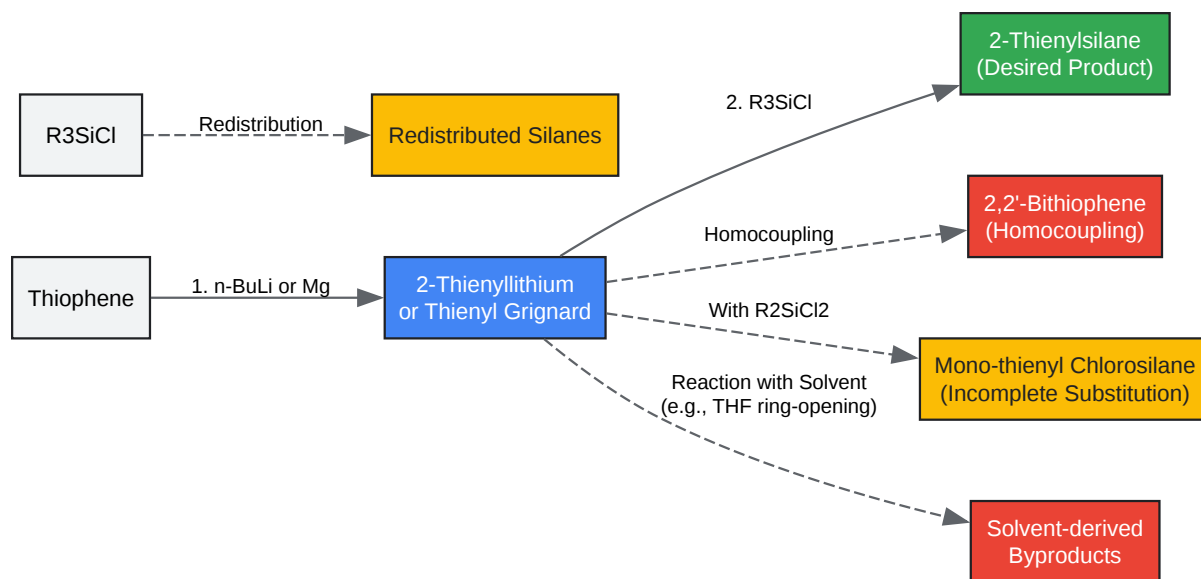 2-Thienylsilane
(Desired Product)
2. R3SiCl
R3SiCl
Redistribution
Redistributed Silanes
2,2'-Bithiophene
(Homocoupling)
Homocoupling
Thiophene
1. n-BuLi or Mg
2-Thienyllithium
or Thienyl Grignard
With R2SiCl2
Mono-thienyl Chlorosilane
(Incomplete Substitution)
Reaction with Solvent
(e.g., THF ring-opening)
Solvent-derived
Byproducts